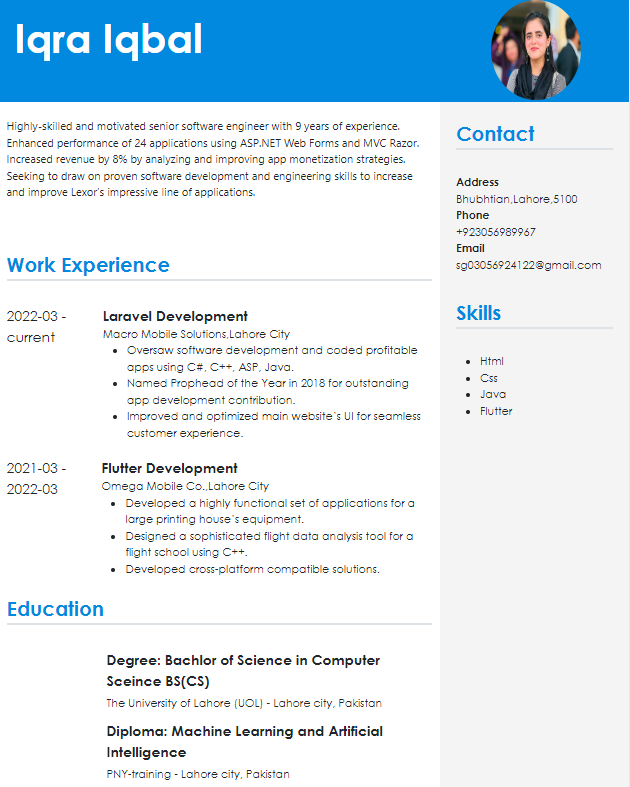 Iqra Iqbal
Highly-skilled and motivated senior software engineer with 9 years of experience.
Enhanced performance of 24 applications using ASP.NET Web Forms and MVC Razor.
Increased revenue by 8% by analyzing and improving app monetization strategies.
Seeking to draw on proven software development and engineering skills to increase
and improve Lexor's impressive line of applications.
Work Experience
2022-03 -
current
Laravel Development
Macro Mobile Solutions,Lahore City
• Oversaw software development and coded profitable
apps using C#, C++, ASP, Java.
• Named Prophead of the Year in 2018 for outstanding
app development contribution.
• Improved and optimized main website´s UI for seamless
customer experience.
2021-03 -
2022-03
Flutter Development
Omega Mobile Co.,Lahore City
• Developed a highly functional set of applications for a
large printing house´s equipment.
• Designed a sophisticated flight data analysis tool for a
flight school using C++.
• Developed cross-platform compatible solutions.
Education
Degree: Bachlor of Science in Computer
Sceince BS(CS)
The University of Lahore (UOL) - Lahore city, Pakistan
Diploma: Machine Learning and Artificial
Intelligence
PNY-training - Lahore city, Pakistan
Contact
Address
Bhubhtian,Lahore,5100
Phone
+923056989967
Email
sg03056924122@gmail.com
Skills
• Html
• Css
• Java
• Flutter